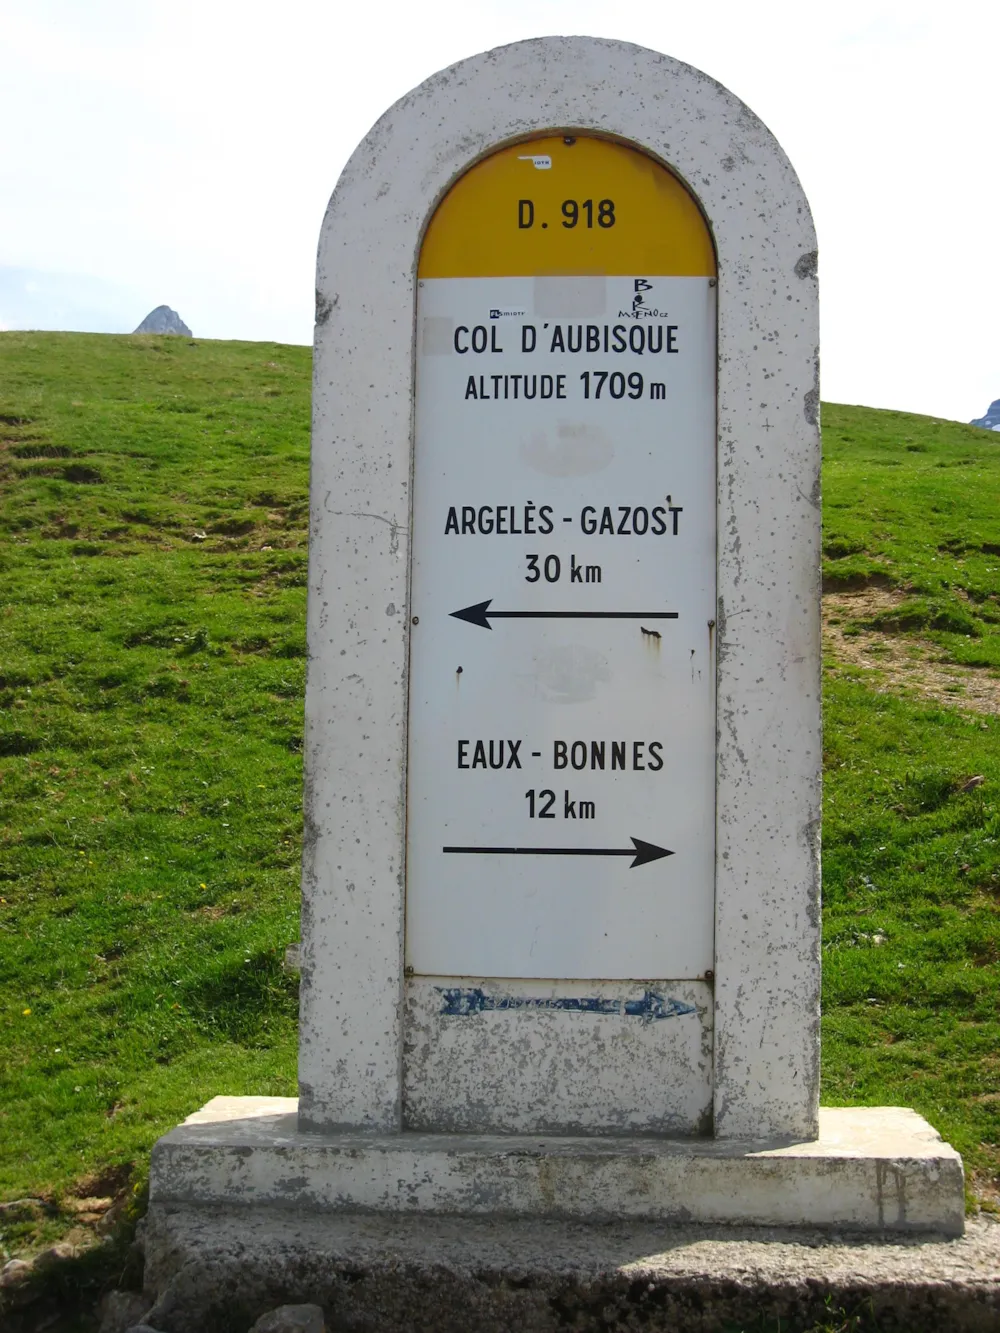 D. 918
COL D'AUBISQUE
ALTITUDE 1709 m
ARGELÈS - GAZOST
30 km
EAUX - BONNES
12 km